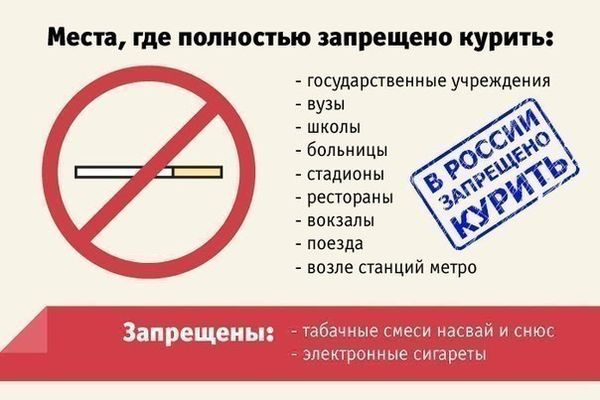 Места, где полностью запрещено курить:
- государственные учреждения
- вузы
- школы
- больницы
- стадионы
- рестораны
- вокзалы
- поезда
- возле станций метро
В РОССИИ
ЗАПРЕЩЕНО
КУРИТЬ
Запрещены:
- табачные смеси насвай и снюс
- электронные сигареты